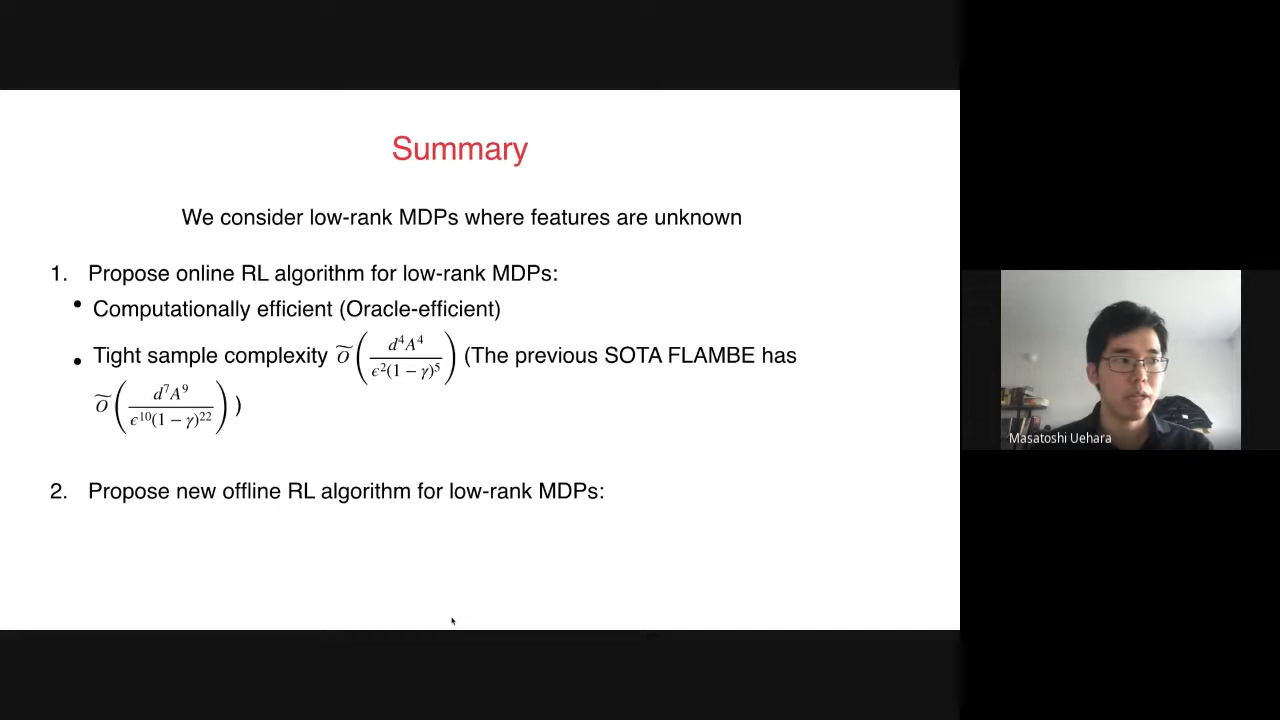 Summary
We consider low-rank MDPs where features are unknown
1. Propose online RL algorithm for low-rank MDPs:
• Computationally efficient (Oracle-efficient)
• Tight sample complexity Õ(d⁴A⁴ / ϵ²(1 − γ)⁵) (The previous SOTA FLAMBE has
Õ(d⁷A⁹ / ϵ¹⁰(1 − γ)²²) )
2. Propose new offline RL algorithm for low-rank MDPs:
Masatoshi Uehara